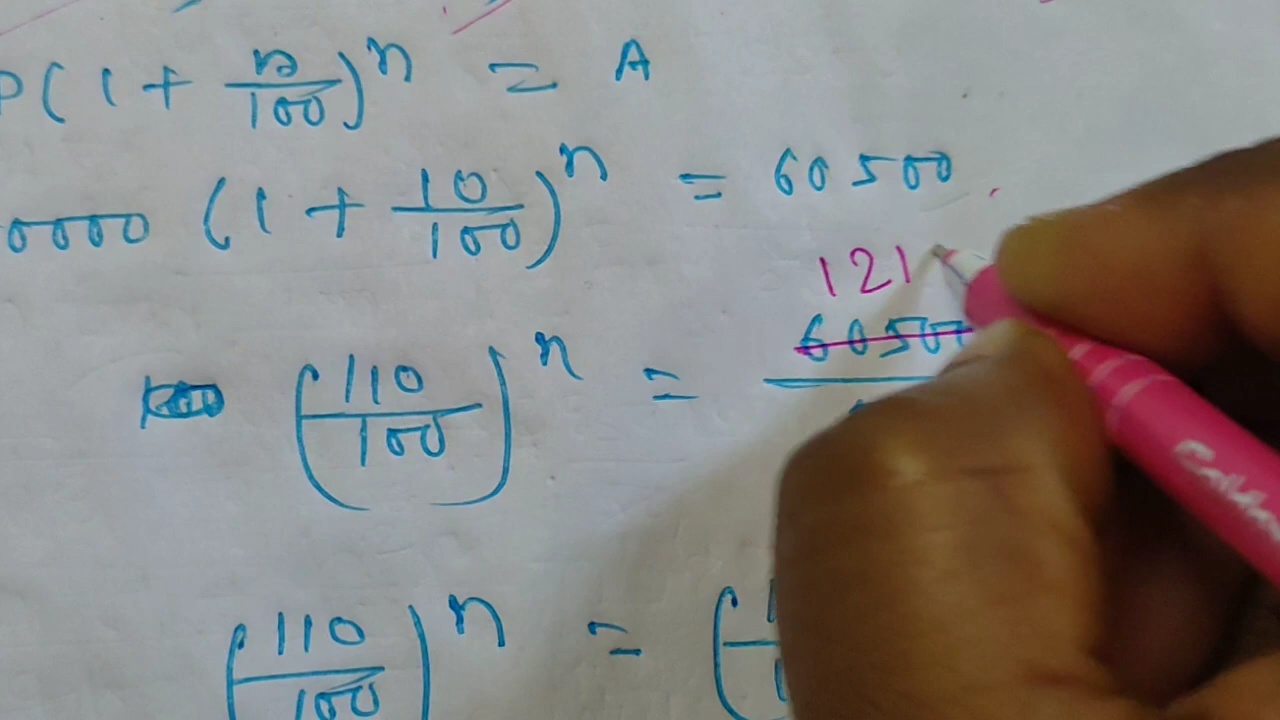 P(1 + r/100)^n = A
0000 (1 + 10/100)^n = 60500
121
(110/100)^n = 60500
(110/100)^n = (